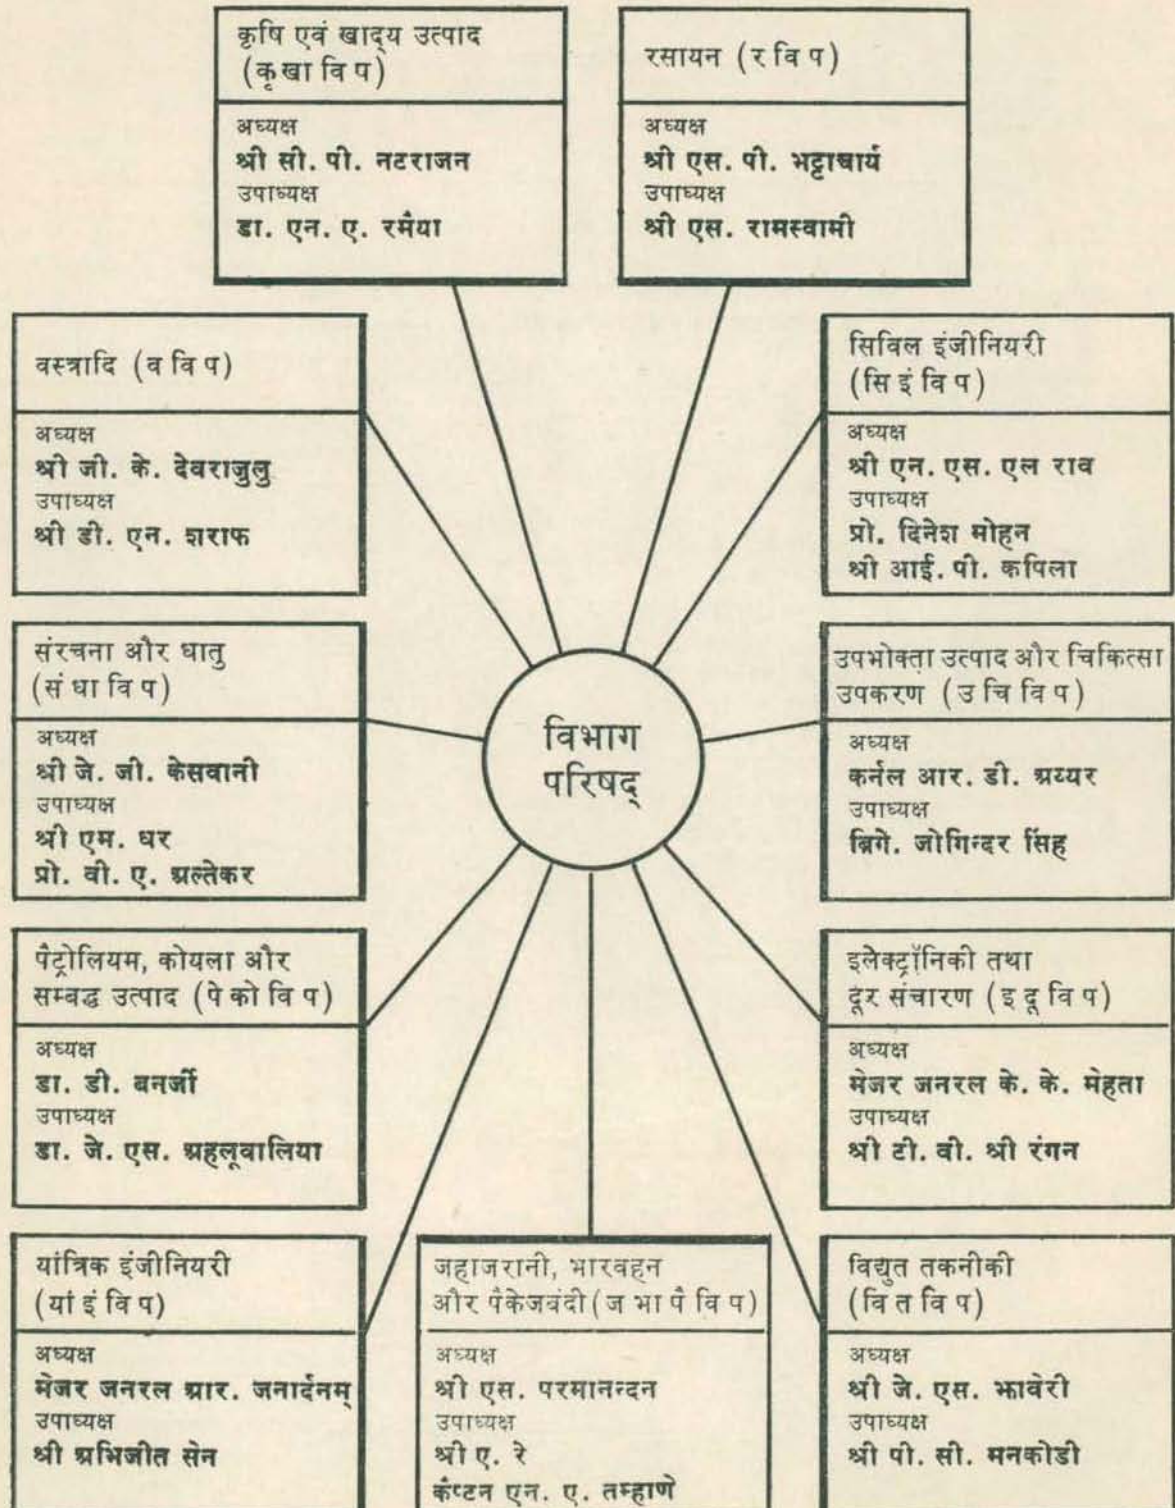 कृषि एवं खाद्य उत्पाद
(कृ खा वि प)
अध्यक्ष
श्री सी. पी. नटराजन
उपाध्यक्ष
डा. एन. ए. रमैया
रसायन (र वि प)
अध्यक्ष
श्री एस. पी. भट्टाचार्य
उपाध्यक्ष
श्री एस. रामस्वामी
वस्त्रादि (व वि प)
अध्यक्ष
श्री जी. के. देवराजुलु
उपाध्यक्ष
श्री डी. एन. शराफ
सिविल इंजीनियरी
(सि इं वि प)
अध्यक्ष
श्री एन. एस. एल राव
उपाध्यक्ष
प्रो. दिनेश मोहन
श्री आई. पी. कपिला
संरचना और धातु
(सं धा वि प)
अध्यक्ष
श्री जे. जी. केसवानी
उपाध्यक्ष
श्री एम. धर
प्रो. वी. ए. अल्तेकर
विभाग
परिषद्
उपभोक्ता उत्पाद और चिकित्सा
उपकरण (उ चि वि प)
अध्यक्ष
कर्नल आर. डी. अय्यर
उपाध्यक्ष
ब्रिगे. जोगिन्दर सिंह
पैट्रोलियम, कोयला और
सम्बद्ध उत्पाद (पे को वि प)
अध्यक्ष
डा. डी. बनर्जी
उपाध्यक्ष
डा. जे. एस. अहलूवालिया
इलेक्ट्रॉनिकी तथा
दूर संचारण (इ दू वि प)
अध्यक्ष
मेजर जनरल के. के. मेहता
उपाध्यक्ष
श्री टी. वी. श्री रंगन
यांत्रिक इंजीनियरी
(यां इं वि प)
अध्यक्ष
मेजर जनरल आर. जनार्दनम्
उपाध्यक्ष
श्री अभिजीत सेन
जहाजरानी, भारवहन
और पैकेजबंदी (ज भा पै वि प)
अध्यक्ष
श्री एस. परमानन्दन
उपाध्यक्ष
श्री ए. रे
कैप्टन एन. ए. तम्हाणे
विद्युत तकनीकी
(वि त वि प)
अध्यक्ष
श्री जे. एस. झावेरी
उपाध्यक्ष
श्री पी. सी. मनकोडी